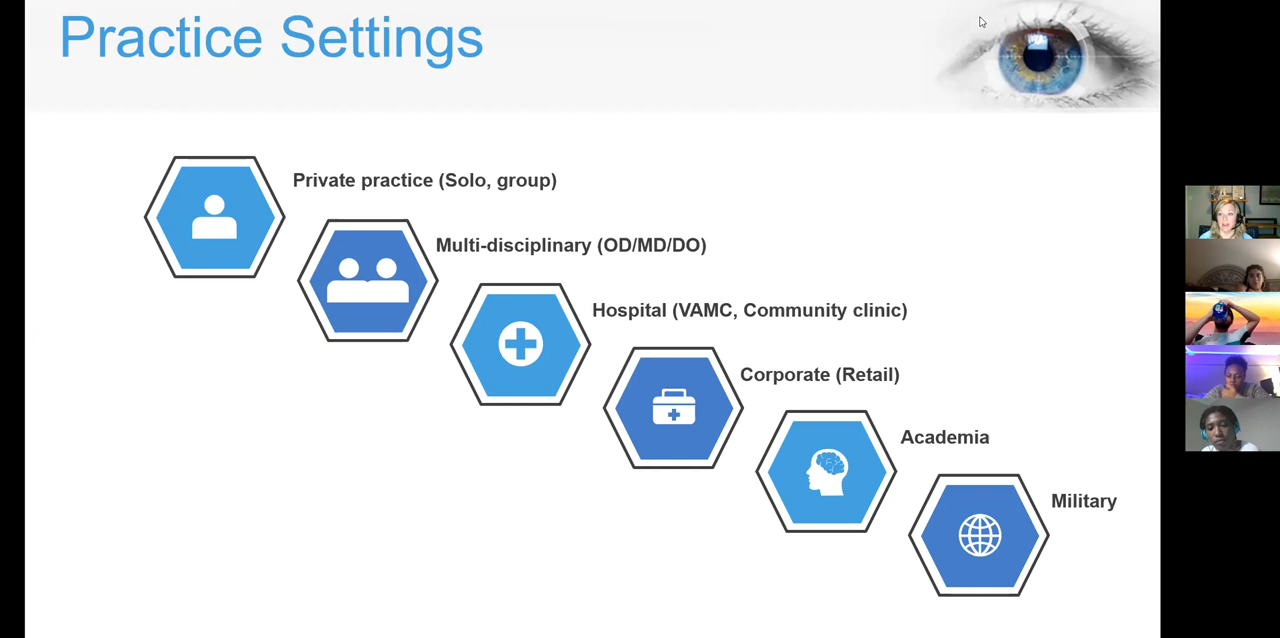 Practice Settings
Private practice (Solo, group)
Multi-disciplinary (OD/MD/DO)
Hospital (VAMC, Community clinic)
Corporate (Retail)
Academia
Military